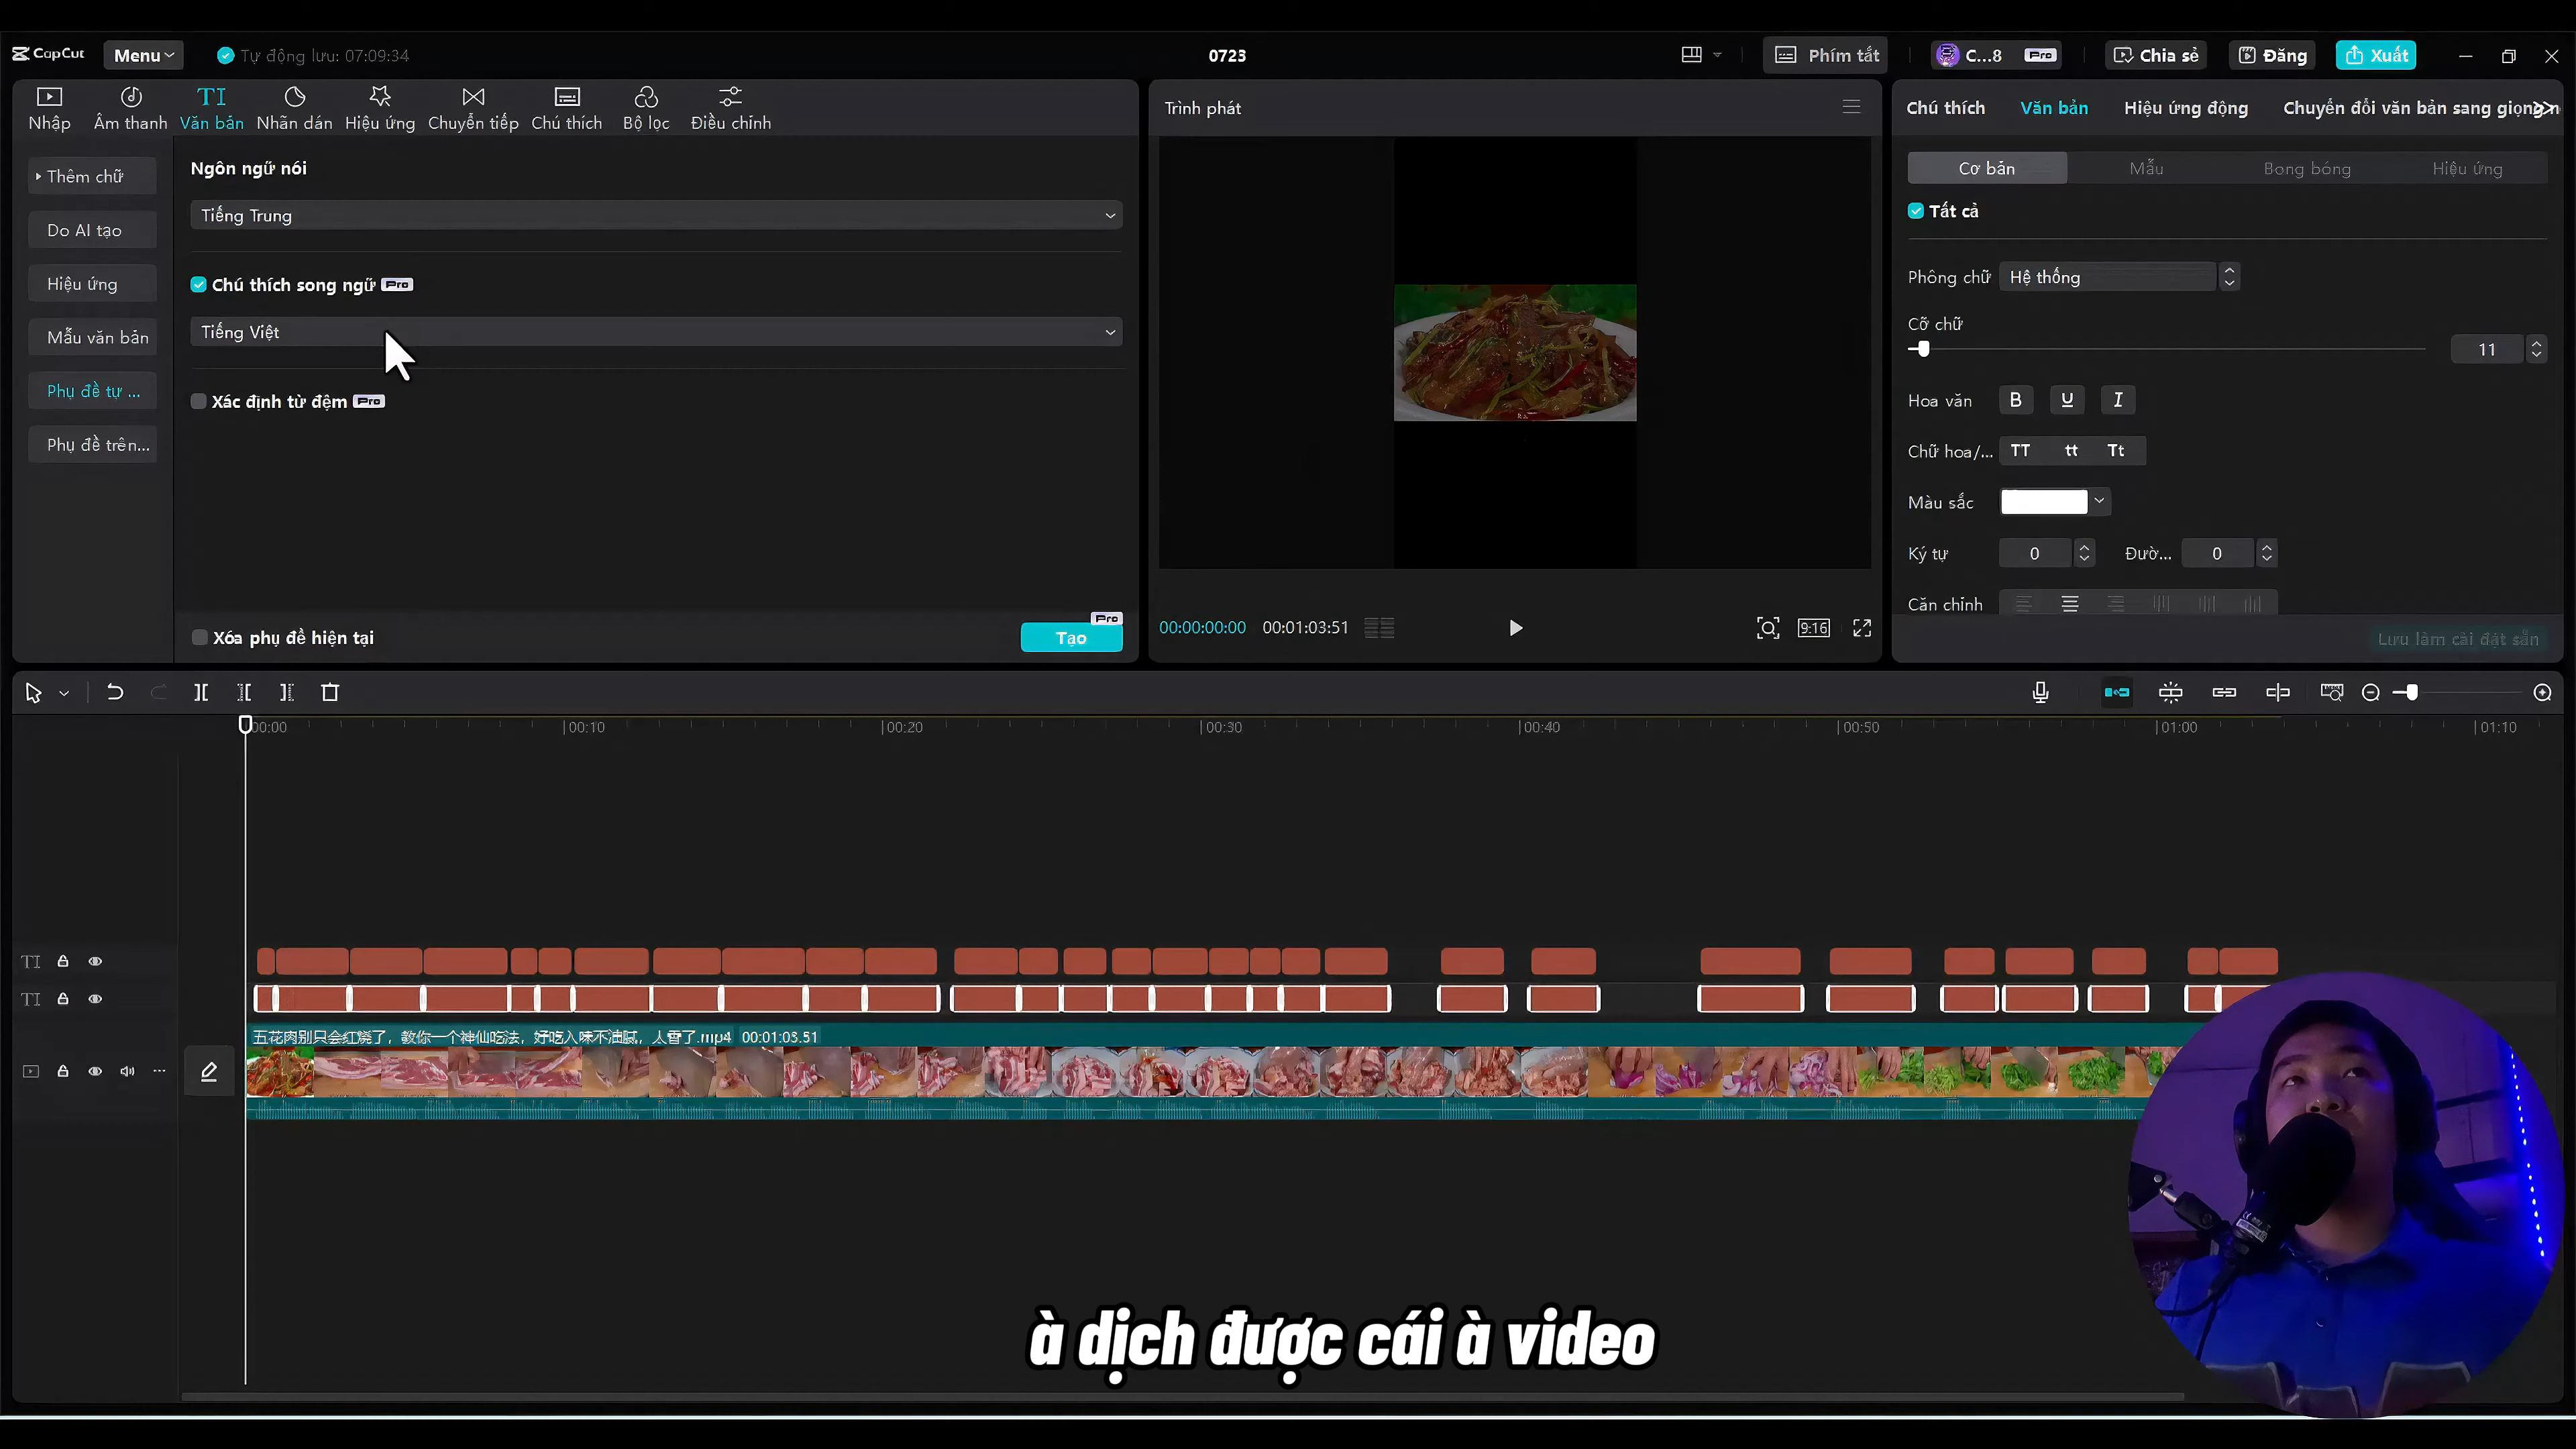 CapCut
Menu
Tự động lưu: 07:09:34
0723
Phím tắt
C...8
Pro
Chia sẻ
Đăng
Xuất
Nhập
Âm thanh
Văn bản
Nhãn dán
Hiệu ứng
Chuyển tiếp
Chú thích
Bộ lọc
Điều chỉnh
Thêm chữ
Do AI tạo
Hiệu ứng
Mẫu văn bản
Phụ đề tự ...
Phụ đề trên...
Ngôn ngữ nói
Tiếng Trung
Chú thích song ngữ Pro
Tiếng Việt
Xác định từ đệm Pro
Xóa phụ đề hiện tại
Pro
Tạo
Trình phát
00:00:00:00 00:01:03:51
9:16
Chú thích
Văn bản
Hiệu ứng động
Chuyển đổi văn bản sang giọng n
Cơ bản
Mẫu
Bong bóng
Hiệu ứng
Tất cả
Phông chữ Hệ thống
Cỡ chữ
11
Hoa văn B U I
Chữ hoa/... TT tt Tt
Màu sắc
Ký tự 0 Đườ... 0
Căn chỉnh
Lưu làm cài đặt sẵn
00:00 00:10 00:20 00:30 00:40 00:50 01:00 01:10
TI
TI
五花肉别只会红烧了，教你一个神仙吃法，好吃入味不油腻，太香了.mp4 00:01:03:51
à dịch được cái à video